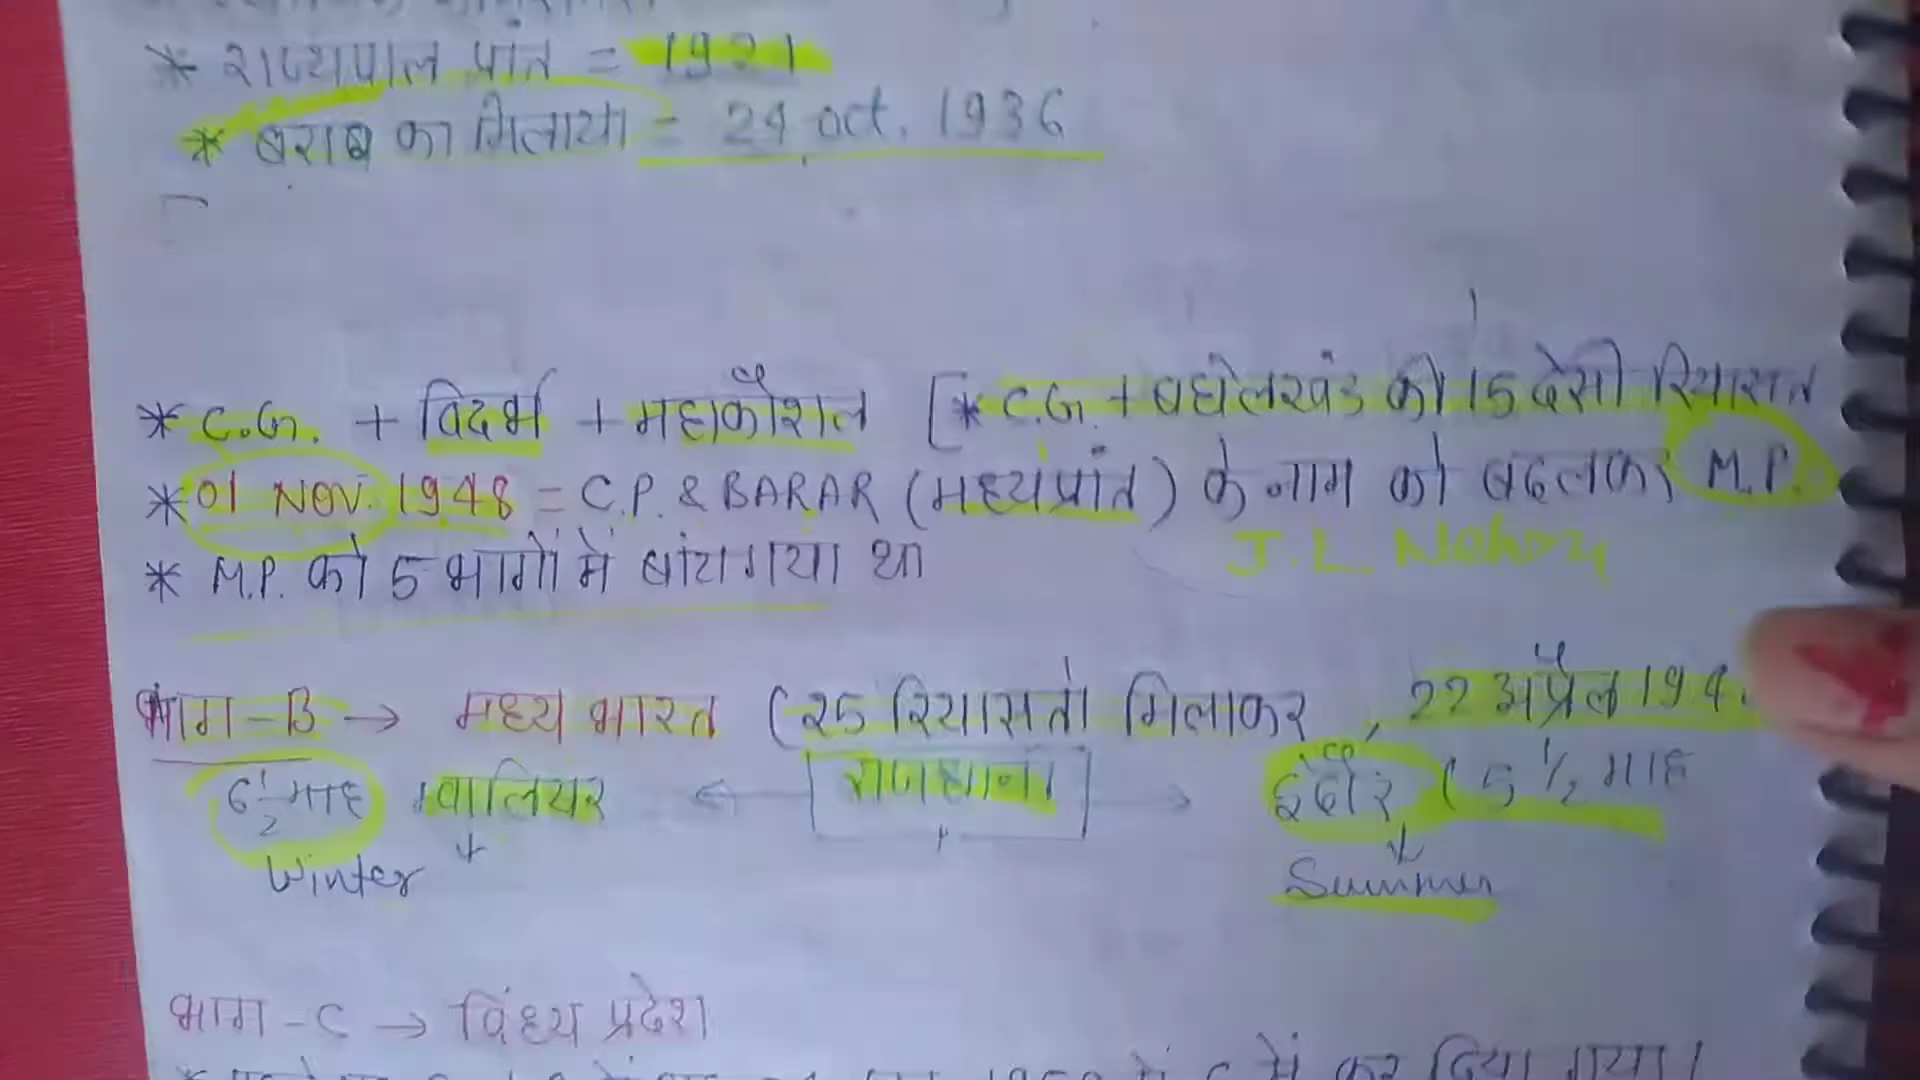 * राज्यपाल प्रांत = 1921
* बराब का मिलाया = 24 oct. 1936
* C.G. + विदर्भ + महाकौशल [* C.G. + बघेलखंड की 15 देसी रियासत
* 01 NOV. 1948 = C.P. & BARAR (मध्यप्रांत) के नाम को बदलकर M.P.
J.L Nehru
* M.P. को 5 भागों में बांटा गया था
भाग-B → मध्य भारत (25 रियासतों मिलाकर, 22 अप्रैल 194
6 1/2 माह ग्वालियर ← राजधानी → इंदौर (5 1/2 माह
Winter Summer
भाग-C → विंध्य प्रदेश
में C में कर दिया गया।